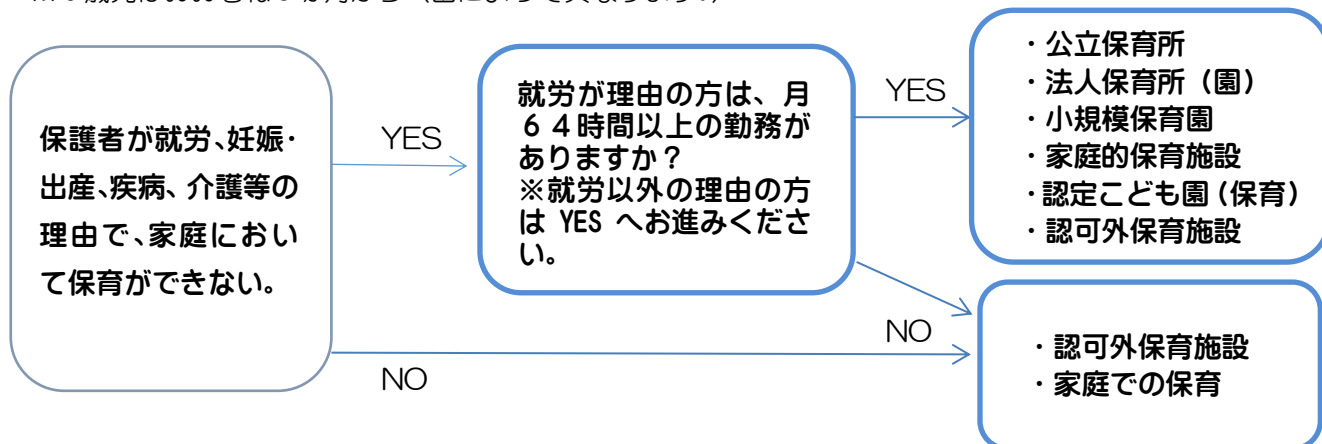 保護者が就労、妊娠・
出産、疾病、介護等の
理由で、家庭におい
て保育ができない。
YES
NO
就労が理由の方は、月
６４時間以上の勤務が
ありますか？
※就労以外の理由の方
は YES へお進みくださ
い。
YES
NO
・公立保育所
・法人保育所（園）
・小規模保育園
・家庭的保育施設
・認定こども園（保育）
・認可外保育施設
・認可外保育施設
・家庭での保育